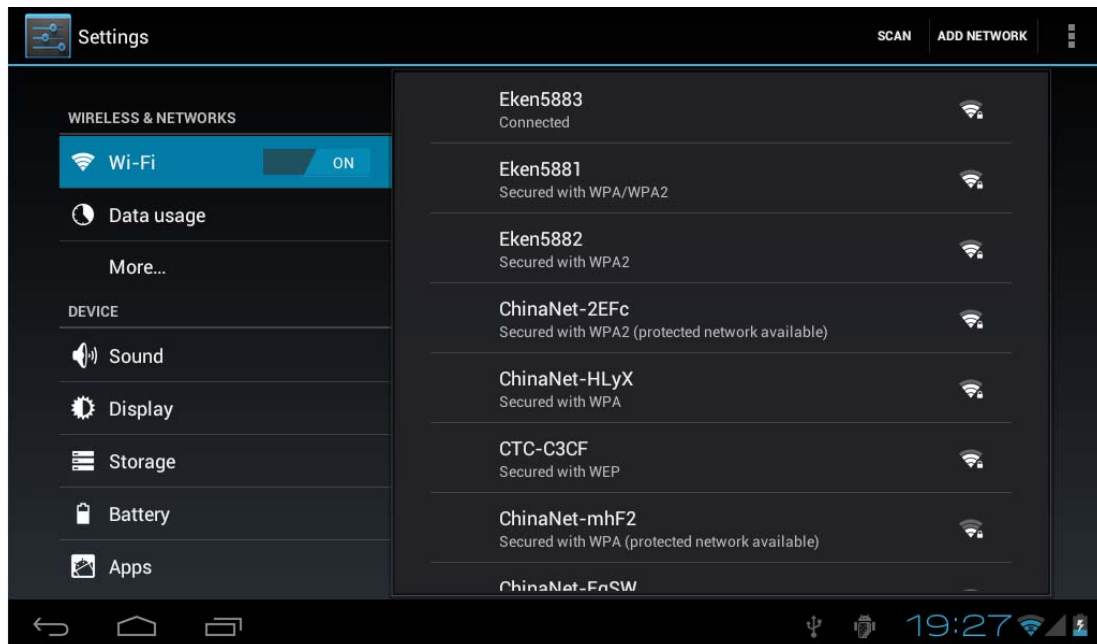 Settings
SCAN
ADD NETWORK
WIRELESS & NETWORKS
Wi-Fi
ON
Data usage
More...
DEVICE
Sound
Display
Storage
Battery
Apps
Eken5883
Connected
Eken5881
Secured with WPA/WPA2
Eken5882
Secured with WPA2
ChinaNet-2EFc
Secured with WPA2 (protected network available)
ChinaNet-HLyX
Secured with WPA
CTC-C3CF
Secured with WEP
ChinaNet-mhF2
Secured with WPA (protected network available)
19:27